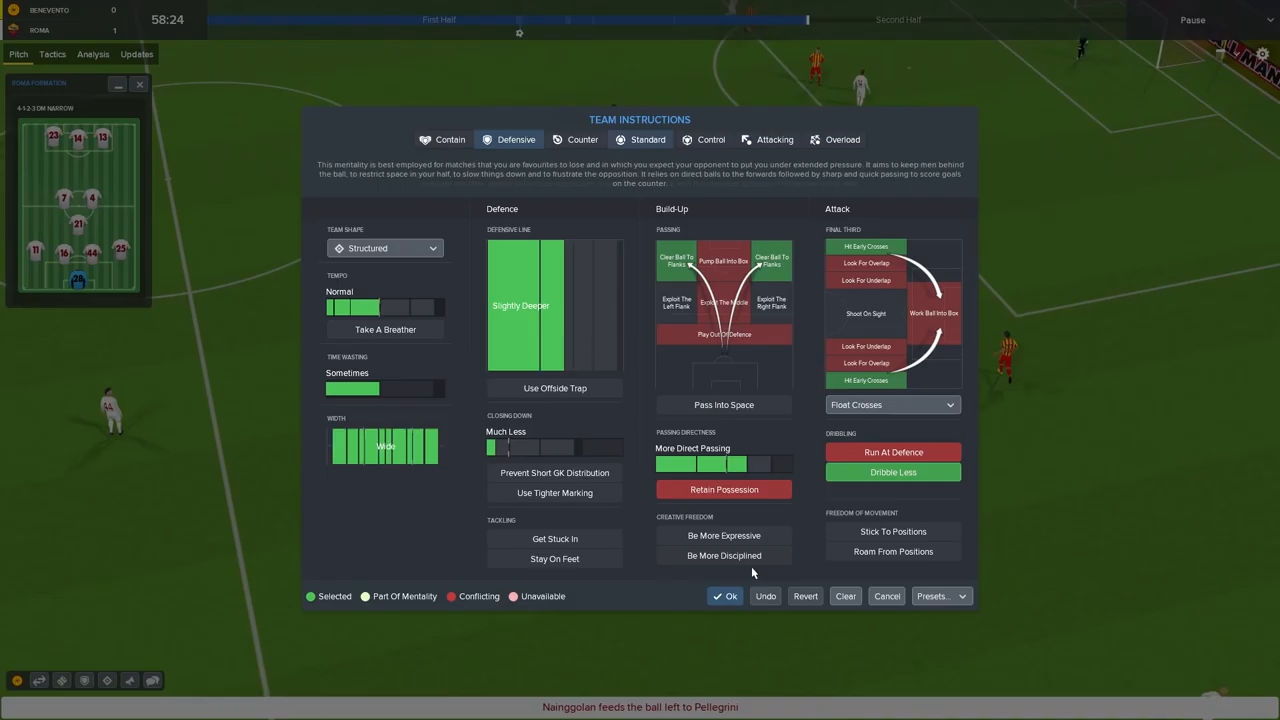 BENEVENTO 0
ROMA 1
58:24
First Half
Second Half
Pause
Pitch Tactics Analysis Updates
ROMA FORMATION
4-1-2-3 DM NARROW
23 14 13
7 4
21
11 16 44 25
28
TEAM INSTRUCTIONS
Contain Defensive Counter Standard Control Attacking Overload
This mentality is best employed for matches that you are favourites to lose and in which you expect your opponent to put you under extended pressure. It aims to keep men
behind the ball, to restrict space in your half, to slow things down and to frustrate the opposition. It relies on direct balls to the forwards followed by sharp and quick passing to score goals
on the counter.
TEAM SHAPE
Structured
TEMPO
Normal
Take A Breather
TIME WASTING
Sometimes
WIDTH
Wide
Defence
DEFENSIVE LINE
Slightly Deeper
Use Offside Trap
CLOSING DOWN
Much Less
Prevent Short GK Distribution
Use Tighter Marking
TACKLING
Get Stuck In
Stay On Feet
Build-Up
PASSING
Clear Ball To Flanks
Pump Ball Into Box
Clear Ball To Flanks
Exploit The Left Flank
Exploit The Middle
Exploit The Right Flank
Play Out Of Defence
Pass Into Space
PASSING DIRECTNESS
More Direct Passing
Retain Possession
CREATIVE FREEDOM
Be More Expressive
Be More Disciplined
Attack
FINAL THIRD
Hit Early Crosses
Look For Overlap
Look For Underlap
Shoot On Sight
Work Ball Into Box
Look For Underlap
Look For Overlap
Hit Early Crosses
Float Crosses
DRIBBLING
Run At Defence
Dribble Less
FREEDOM OF MOVEMENT
Stick To Positions
Roam From Positions
Selected Part Of Mentality Conflicting Unavailable
Ok Undo Revert Clear Cancel Presets...
Nainggolan feeds the ball left to Pellegrini